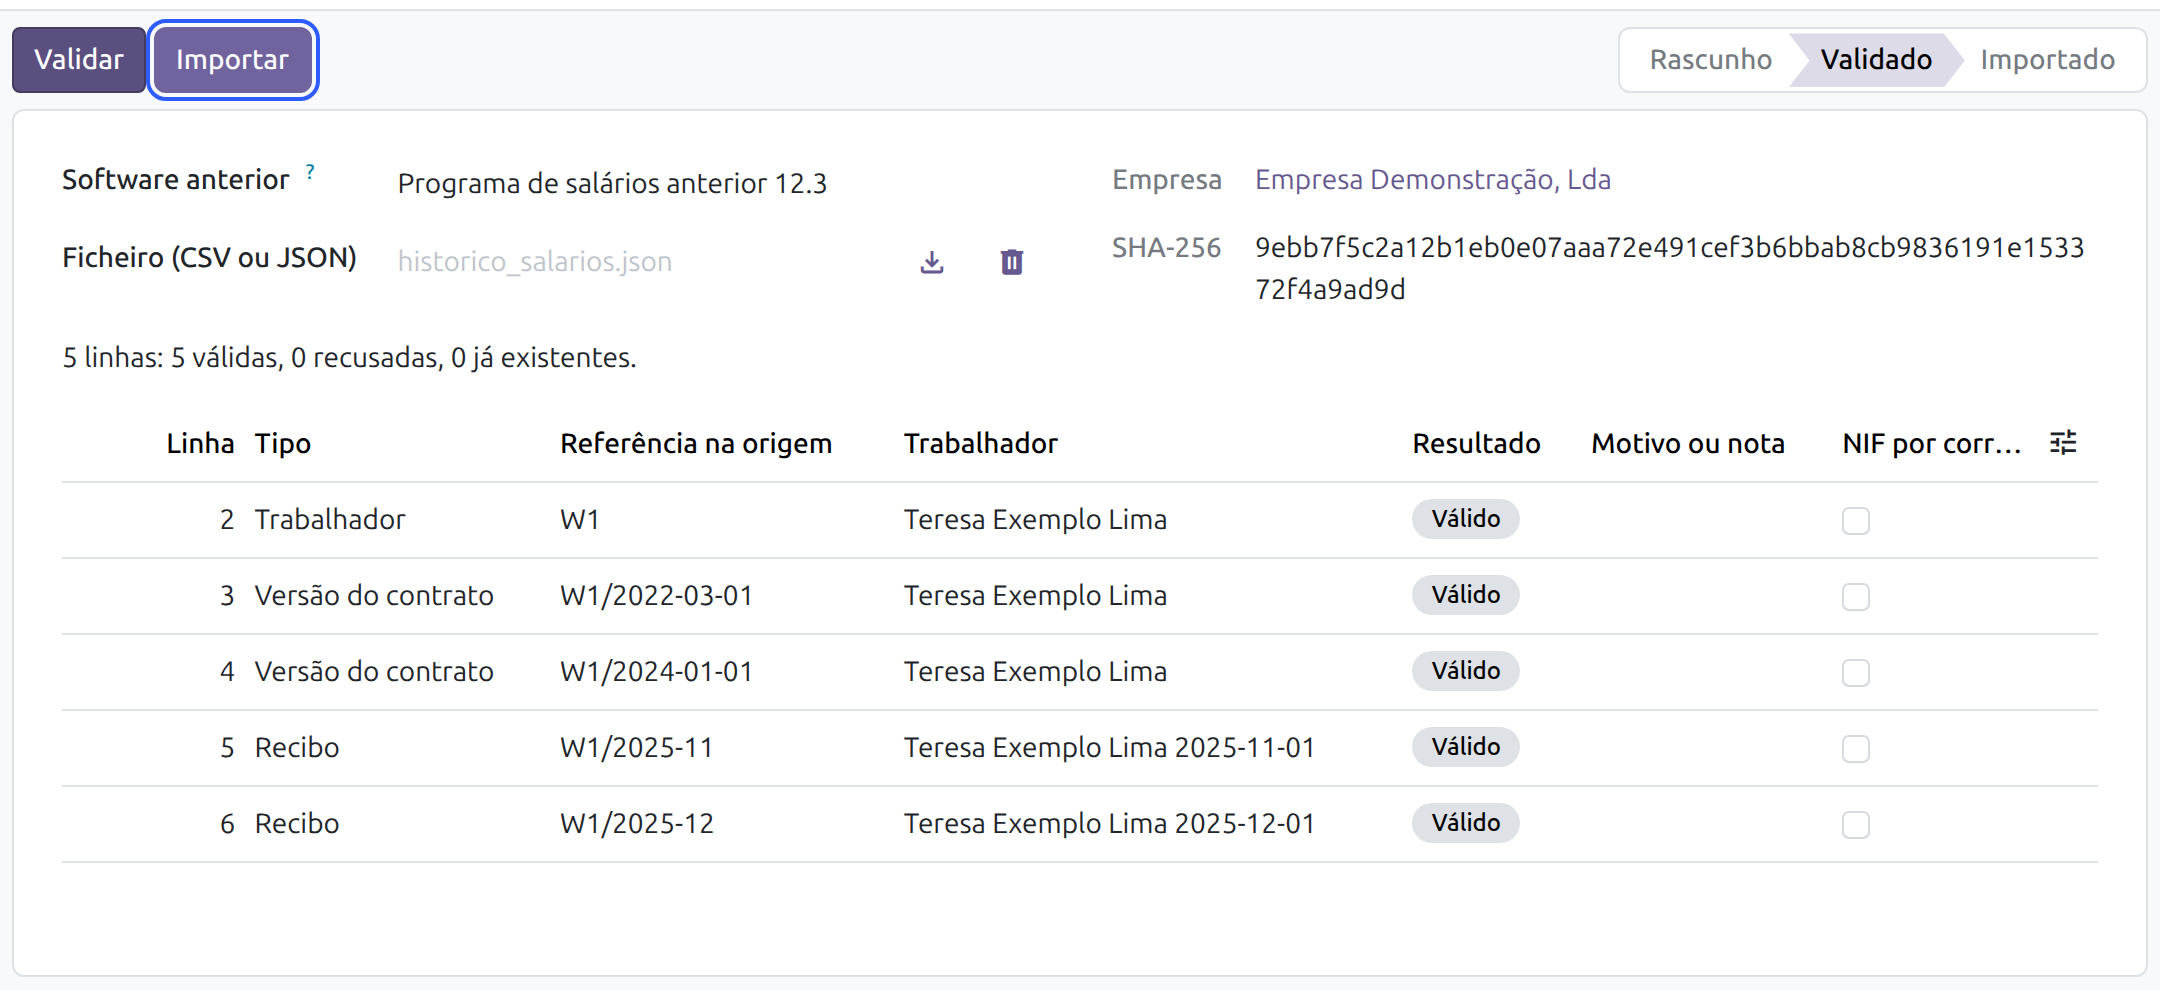 Validar Importar Rascunho Validado Importado
Software anterior ? Programa de salários anterior 12.3 Empresa Empresa Demonstração, Lda
Ficheiro (CSV ou JSON) historico_salarios.json SHA-256 9ebb7f5c2a12b1eb0e07aaa72e491cef3b6bbab8cb9836191e1533
72f4a9ad9d
5 linhas: 5 válidas, 0 recusadas, 0 já existentes.
Linha Tipo Referência na origem Trabalhador Resultado Motivo ou nota NIF por corr...
2 Trabalhador W1 Teresa Exemplo Lima Válido
3 Versão do contrato W1/2022-03-01 Teresa Exemplo Lima Válido
4 Versão do contrato W1/2024-01-01 Teresa Exemplo Lima Válido
5 Recibo W1/2025-11 Teresa Exemplo Lima 2025-11-01 Válido
6 Recibo W1/2025-12 Teresa Exemplo Lima 2025-12-01 Válido